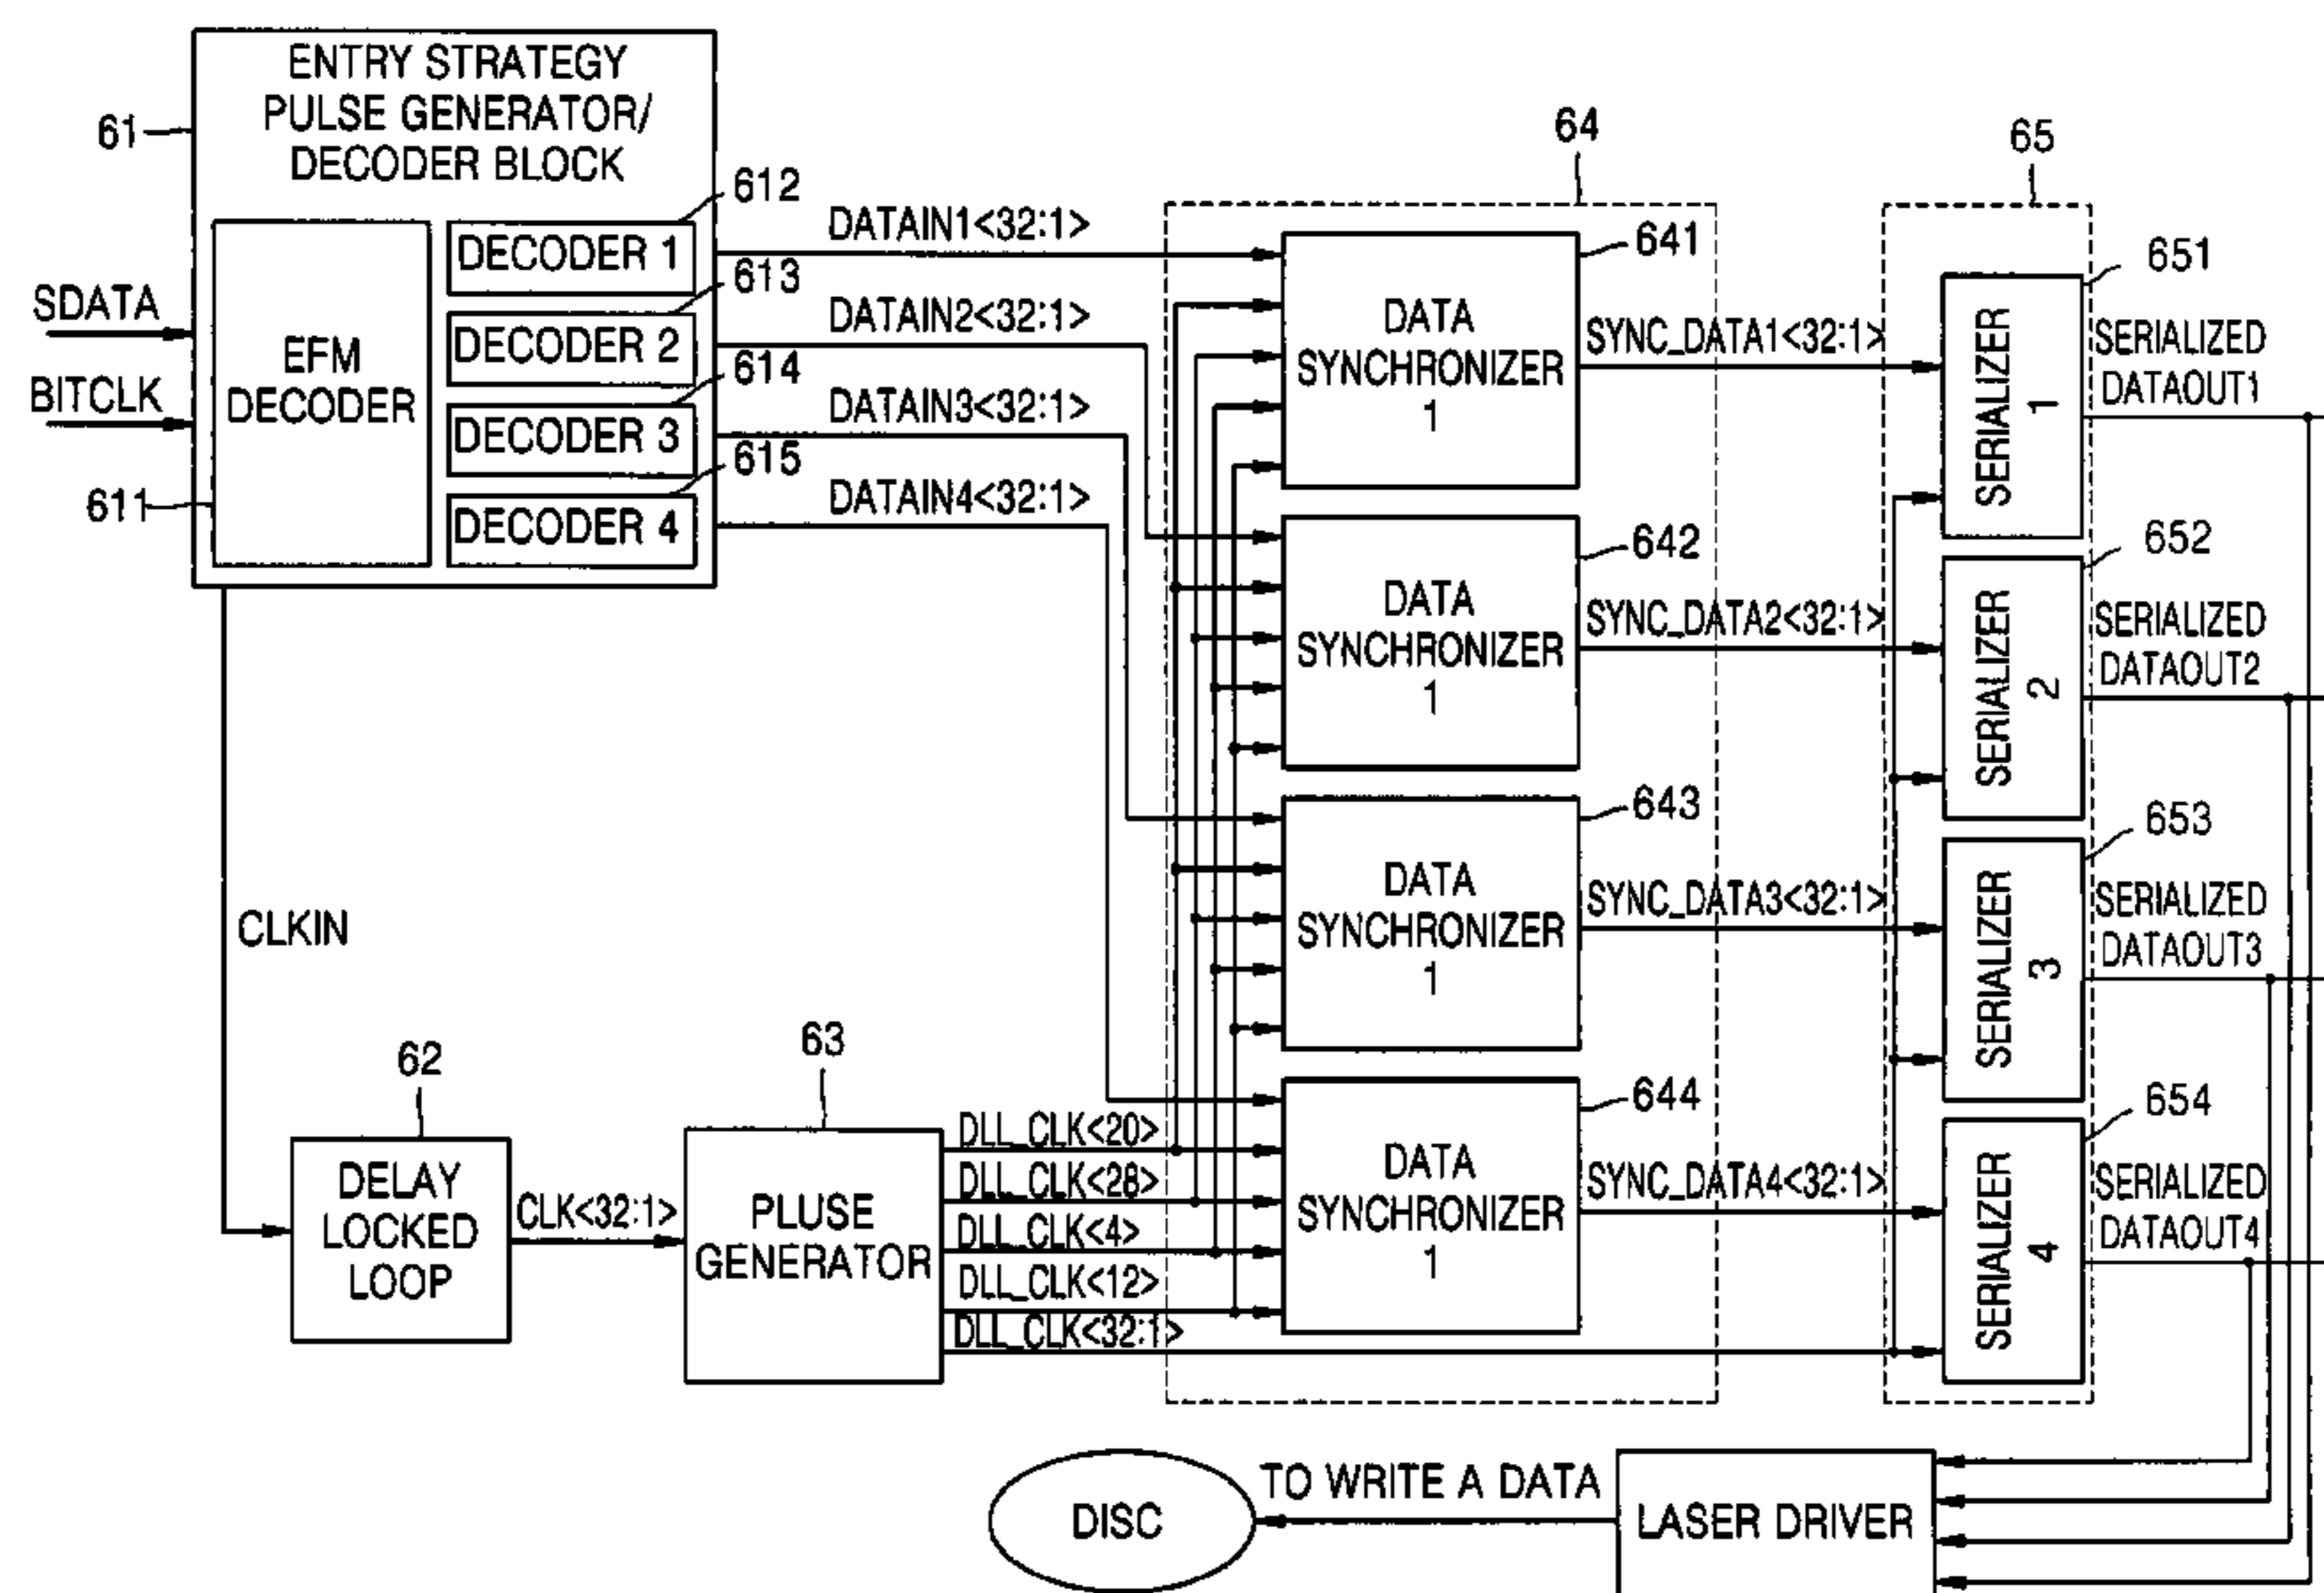 ENTRY STRATEGY
PULSE GENERATOR/
DECODER BLOCK
61
SDATA
BITCLK
EFM
DECODER
611
DECODER 1
612
DECODER 2
613
DECODER 3
614
DECODER 4
615
DATAIN1<32:1>
DATAIN2<32:1>
DATAIN3<32:1>
DATAIN4<32:1>
64
DATA
SYNCHRONIZER
1
641
DATA
SYNCHRONIZER
1
642
DATA
SYNCHRONIZER
1
643
DATA
SYNCHRONIZER
1
644
SYNC_DATA1<32:1>
SYNC_DATA2<32:1>
SYNC_DATA3<32:1>
SYNC_DATA4<32:1>
65
SERIALIZER
1
651
SERIALIZED
DATAOUT1
SERIALIZER
2
652
SERIALIZED
DATAOUT2
SERIALIZER
3
653
SERIALIZED
DATAOUT3
SERIALIZER
4
654
SERIALIZED
DATAOUT4
CLKIN
62
DELAY
LOCKED
LOOP
CLK<32:1>
63
PLUSE
GENERATOR
DLL_CLK<20>
DLL_CLK<28>
DLL_CLK<4>
DLL_CLK<12>
DLL_CLK<32:1>
DISC
TO WRITE A DATA
LASER DRIVER